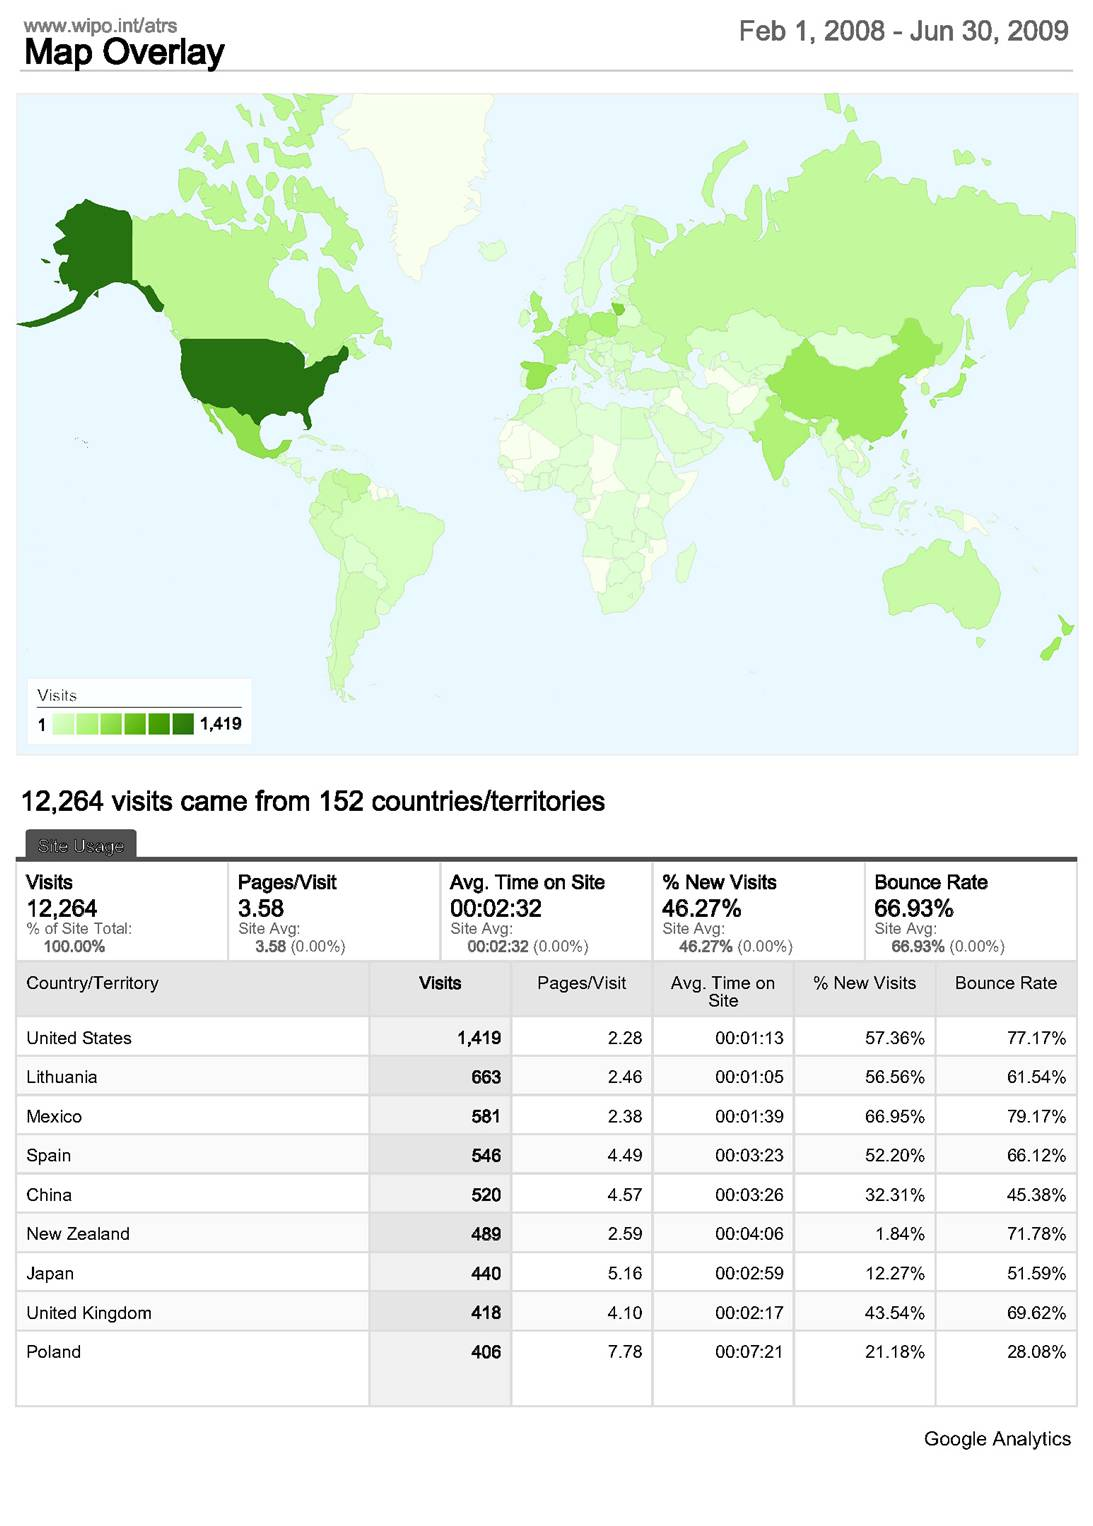 www.wipo.int/atrs
Map Overlay
Feb 1, 2008 - Jun 30, 2009
Visits
1 1,419
12,264 visits came from 152 countries/territories
Site Usage
Visits Pages/Visit Avg. Time on Site % New Visits Bounce Rate
12,264 3.58 00:02:32 46.27% 66.93%
% of Site Total: Site Avg: Site Avg: Site Avg: Site Avg:
100.00% 3.58 (0.00%) 00:02:32 (0.00%) 46.27% (0.00%) 66.93% (0.00%)
Country/Territory Visits Pages/Visit Avg. Time on % New Visits Bounce Rate
Site
United States 1,419 2.28 00:01:13 57.36% 77.17%
Lithuania 663 2.46 00:01:05 56.56% 61.54%
Mexico 581 2.38 00:01:39 66.95% 79.17%
Spain 546 4.49 00:03:23 52.20% 66.12%
China 520 4.57 00:03:26 32.31% 45.38%
New Zealand 489 2.59 00:04:06 1.84% 71.78%
Japan 440 5.16 00:02:59 12.27% 51.59%
United Kingdom 418 4.10 00:02:17 43.54% 69.62%
Poland 406 7.78 00:07:21 21.18% 28.08%
Google Analytics